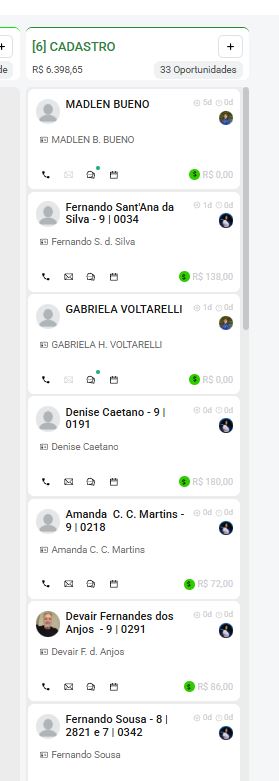 [6] CADASTRO
+
R$ 6.398,65
33 Oportunidades
de
MADLEN BUENO
5d 0d
MADLEN B. BUENO
R$ 0,00
Fernando Sant'Ana da
Silva - 9 | 0034
1d 0d
Fernando S. d. Silva
R$ 138,00
GABRIELA VOLTARELLI
1d 0d
GABRIELA H. VOLTARELLI
R$ 0,00
Denise Caetano - 9 |
0191
0d 0d
Denise Caetano
R$ 180,00
Amanda C. C. Martins -
9 | 0218
0d 0d
Amanda C. C. Martins
R$ 72,00
Devair Fernandes dos
Anjos - 9 | 0291
0d 0d
Devair F. d. Anjos
R$ 86,00
Fernando Sousa - 8 |
2821 e 7 | 0342
0d 0d
Fernando Sousa